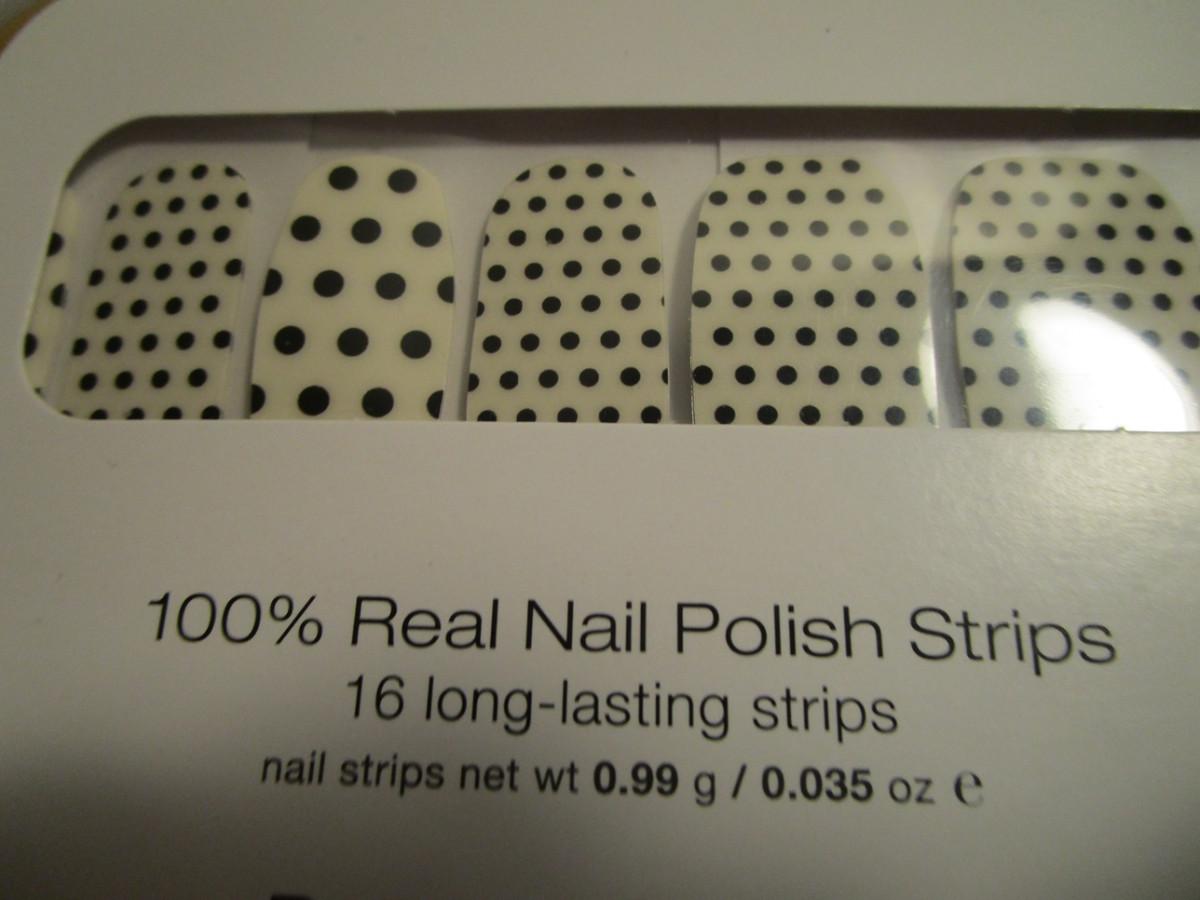 100% Real Nail Polish Strips
16 long-lasting strips
nail strips net wt 0.99 g / 0.035 oz ℮